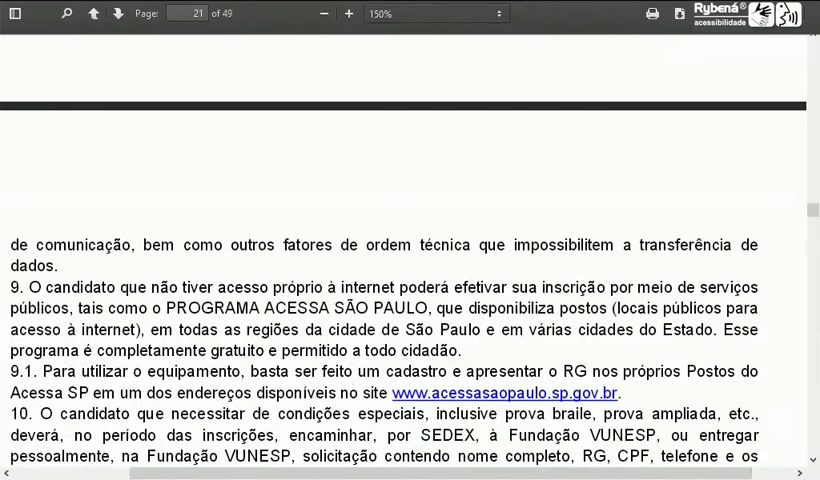 Page: 21 of 49 150% Rybená®
acessibilidade
de comunicação, bem como outros fatores de ordem técnica que impossibilitem a transferência de
dados.
9. O candidato que não tiver acesso próprio à internet poderá efetivar sua inscrição por meio de serviços
públicos, tais como o PROGRAMA ACESSA SÃO PAULO, que disponibiliza postos (locais públicos para
acesso à internet), em todas as regiões da cidade de São Paulo e em várias cidades do Estado. Esse
programa é completamente gratuito e permitido a todo cidadão.
9.1. Para utilizar o equipamento, basta ser feito um cadastro e apresentar o RG nos próprios Postos do
Acessa SP em um dos endereços disponíveis no site www.acessasaopaulo.sp.gov.br.
10. O candidato que necessitar de condições especiais, inclusive prova braile, prova ampliada, etc.,
deverá, no período das inscrições, encaminhar, por SEDEX, à Fundação VUNESP, ou entregar
pessoalmente, na Fundação VUNESP, solicitação contendo nome completo, RG, CPF, telefone e os